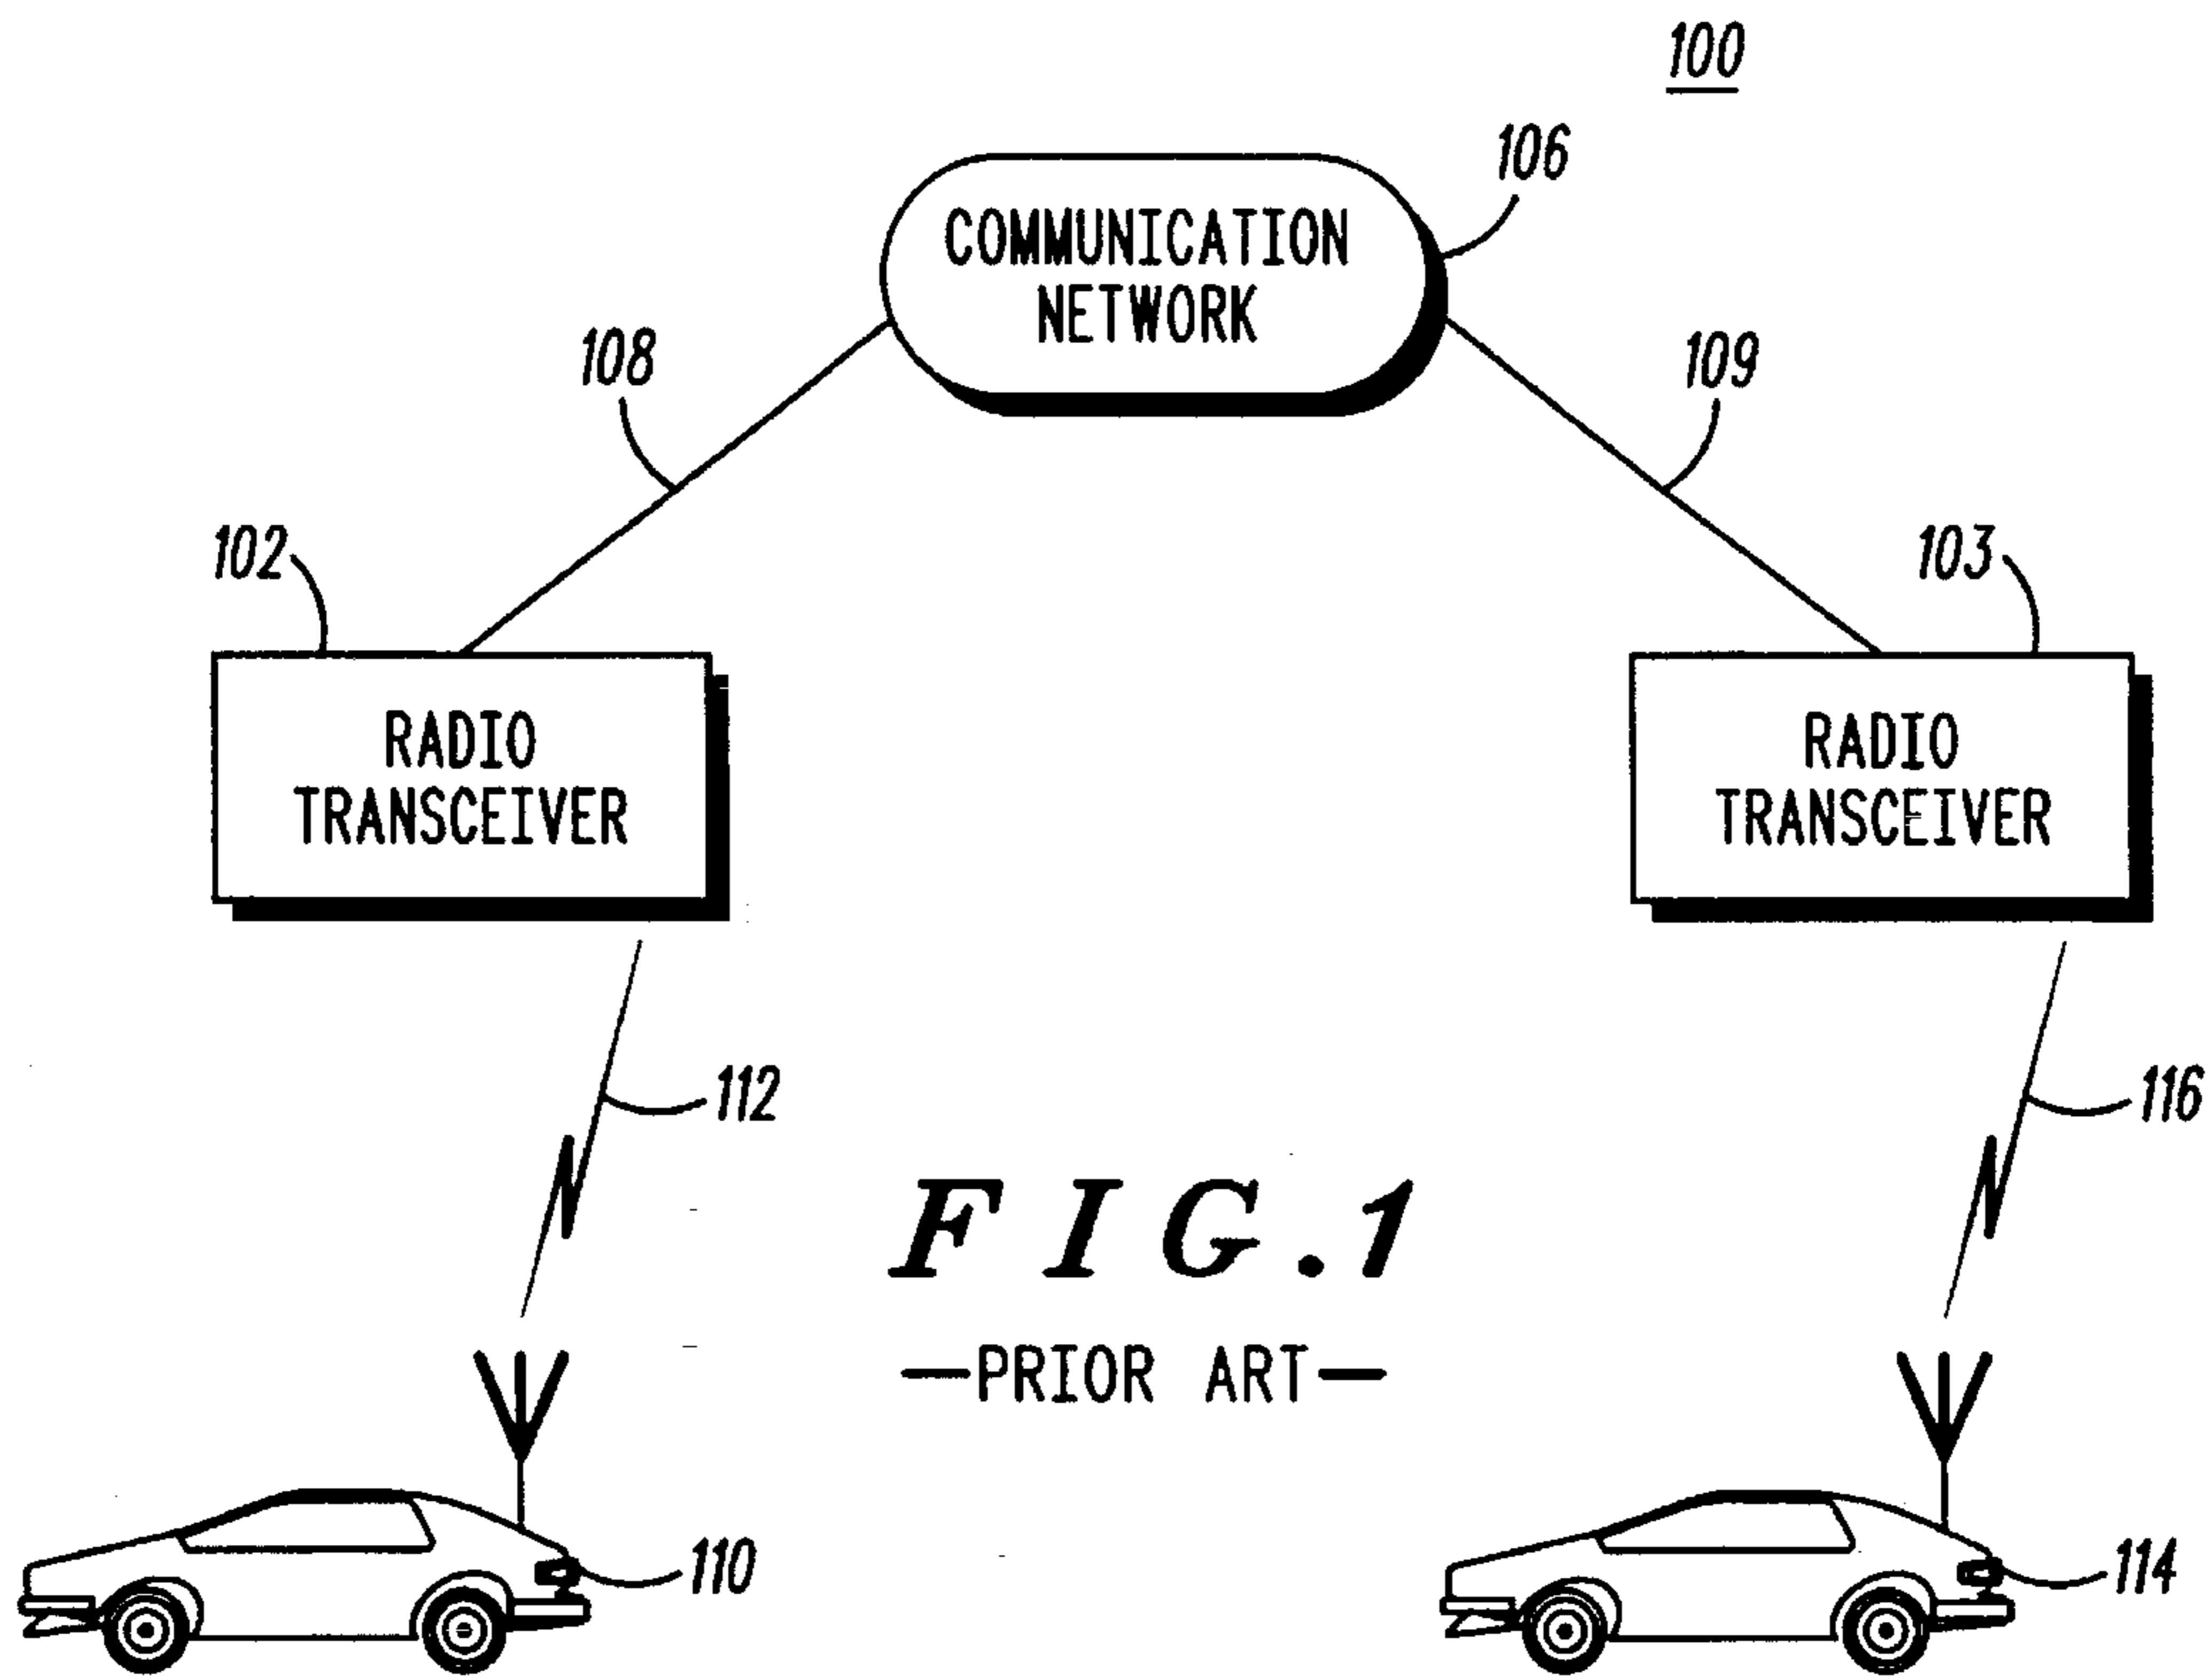 100
106
COMMUNICATION
NETWORK
108
109
102
103
RADIO
TRANSCEIVER
RADIO
TRANSCEIVER
112
116
FIG.1
—PRIOR ART—
110
114